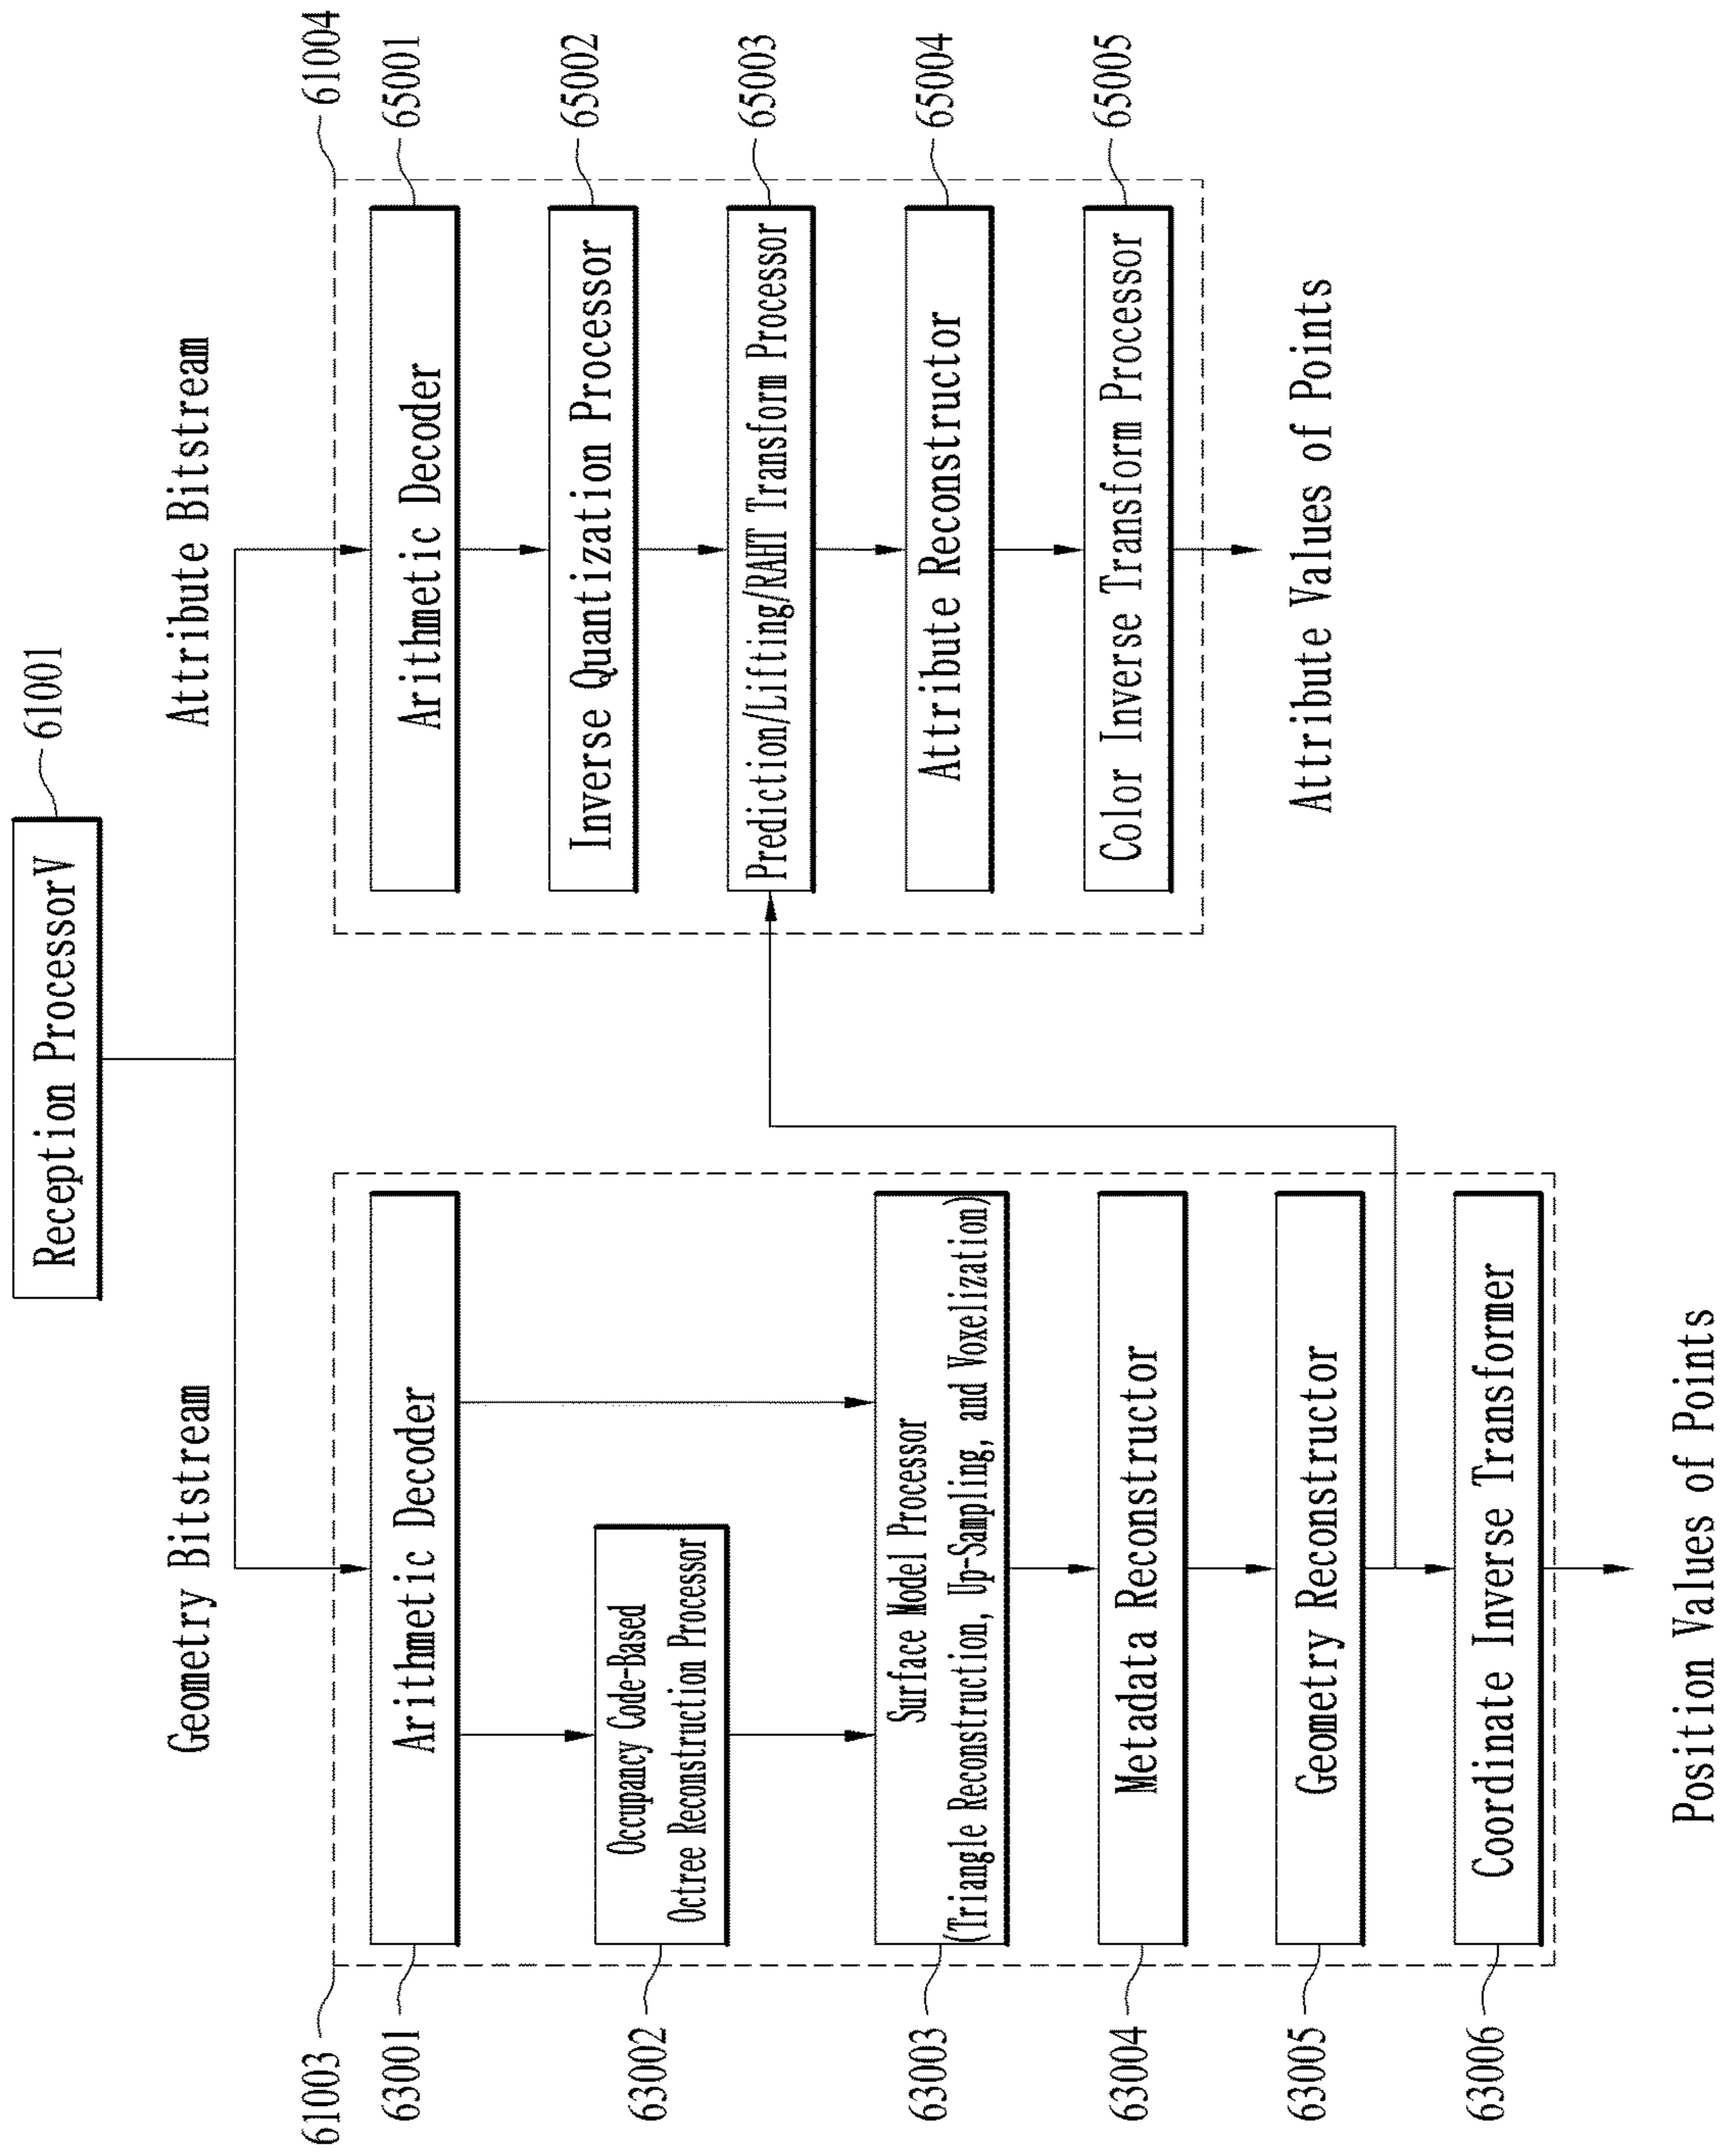 Reception ProcessorV
61001
Geometry Bitstream
Attribute Bitstream
61003
63001
Arithmetic Decoder
63002
Occupancy Code-Based
Octree Reconstruction Processor
63003
Surface Model Processor
(Triangle Reconstruction, Up-Sampling, and Voxelization)
63004
Metadata Reconstructor
63005
Geometry Reconstructor
63006
Coordinate Inverse Transformer
Position Values of Points
61004
Arithmetic Decoder
65001
Inverse Quantization Processor
65002
Prediction/Lifting/RAHT Transform Processor
65003
Attribute Reconstructor
65004
Color Inverse Transform Processor
65005
Attribute Values of Points